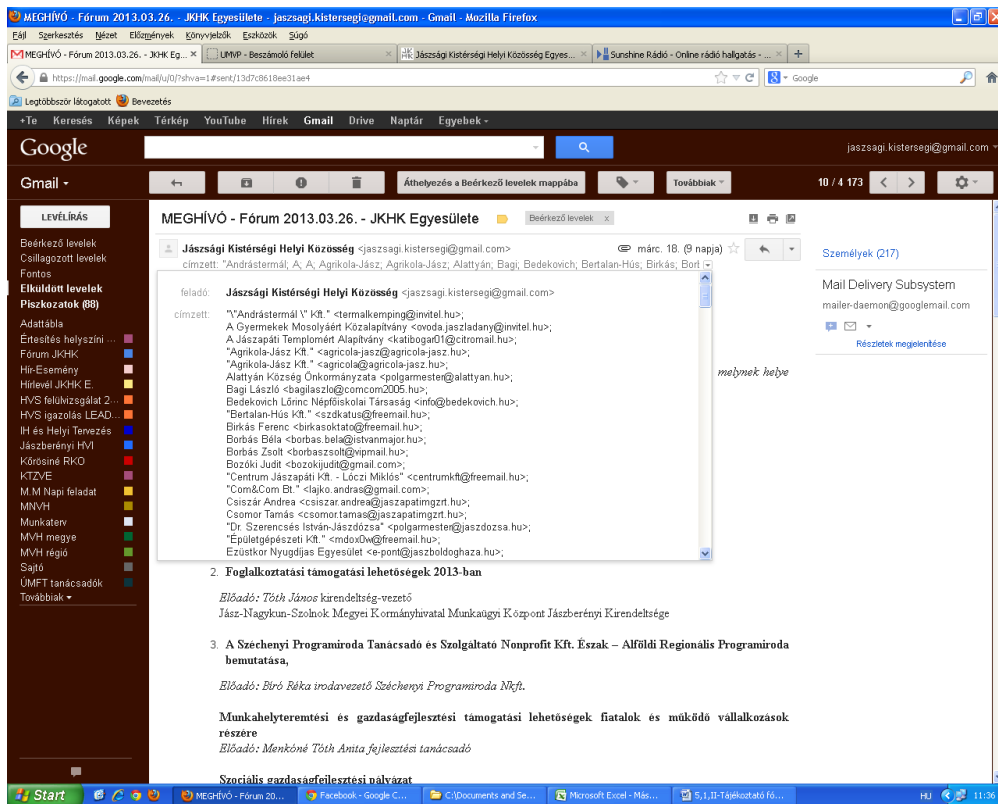 MEGHÍVÓ - Fórum 2013.03.26. - JKHK Egyesülete - jaszsagi.kistersegi@gmail.com - Gmail - Mozilla Firefox
Fájl Szerkesztés Nézet Előzmények Könyvjelzők Eszközök Súgó
MEGHÍVÓ - Fórum 2013.03.26. - JKHK Eg... × UMVP - Beszámoló felület × Jászsági Kistérségi Helyi Közösség Egyes... × Sunshine Rádió - Online rádió hallgatás - ... × +
https://mail.google.com/mail/u/0/?shva=1#sent/13d7c8618ee31ae4 Google
Legtöbbször látogatott Bevezetés
+Te Keresés Képek Térkép YouTube Hírek Gmail Drive Naptár Egyebek
Google jaszsagi.kistersegi@gmail.com
Gmail Áthelyezés a Beérkező levelek mappába Továbbiak 10 / 4 173
LEVÉLÍRÁS
Beérkező levelek
Csillagozott levelek
Fontos
Elküldött levelek
Piszkozatok (88)
Adattábla
Értesítés helyszíni ...
Fórum JKHK
Hír-Esemény
Hírlevél JKHK E.
HVS felülvizsgálat 2...
HVS igazolás LEAD...
IH és Helyi Tervezés
Jászberényi HVI
Kőrösiné RKO
KTZVE
M.M Napi feladat
MNVH
Munkaterv
MVH megye
MVH régió
Sajtó
ÚMFT tanácsadók
Továbbiak
MEGHÍVÓ - Fórum 2013.03.26. - JKHK Egyesülete Beérkező levelek x
Jászsági Kistérségi Helyi Közösség <jaszsagi.kistersegi@gmail.com> márc. 18. (9 napja)
címzett: "Andrástermál; A, A; Agrikola-Jász; Agrikola-Jász; Alattyán; Bagi; Bedekovich; Bertalan-Hús; Birkás; Borl
feladó: Jászsági Kistérségi Helyi Közösség <jaszsagi.kistersegi@gmail.com>
címzett: "\"Andrástermál \" Kft." <termalkemping@invitel.hu>;
A Gyermekek Mosolyáért Közalapítvány <ovoda.jaszladany@invitel.hu>;
A Jászapáti Templomért Alapítvány <katibogar01@citromail.hu>;
"Agrikola-Jász Kft." <agricola-jasz@agricola-jasz.hu>;
"Agrikola-Jász Kft." <agricola@agricola-jasz.hu>;
Alattyán Község Önkormányzata <polgarmester@alattyan.hu>;
Bagi László <bagilaszlo@comcom2005.hu>;
Bedekovich Lőrinc Népfőiskolai Társaság <info@bedekovich.hu>;
"Bertalan-Hús Kft." <szdkatus@freemail.hu>;
Birkás Ferenc <birkasoktato@freemail.hu>;
Borbás Béla <borbas.bela@istvanmajor.hu>;
Borbás Zsolt <borbaszsolt@vipmail.hu>;
Bozóki Judit <bozokijudit@gmail.com>;
"Centrum Jászapáti Kft. - Lóczi Miklós" <centrumkft@freemail.hu>;
"Com&Com Bt." <lajko.andras@gmail.com>;
Csiszár Andrea <csiszar.andrea@jaszapatimgzrt.hu>;
Csomor Tamás <csomor.tamas@jaszapatimgzrt.hu>;
"Dr. Szerencsés István-Jászdózsa" <polgarmester@jaszdozsa.hu>;
"Épületgépészeti Kft." <mdox0w@freemail.hu>;
Ezüstkor Nyugdíjas Egyesület <e-pont@jaszboldoghaza.hu>;
melynek helye
2. Foglalkoztatási támogatási lehetőségek 2013-ban
Előadó: Tóth János kirendeltség-vezető
Jász-Nagykun-Szolnok Megyei Kormányhivatal Munkaügyi Központ Jászberényi Kirendeltsége
3. A Széchenyi Programiroda Tanácsadó és Szolgáltató Nonprofit Kft. Észak – Alföldi Regionális Programiroda
bemutatása,
Előadó: Bíró Réka irodavezető Széchenyi Programiroda Nkft.
Munkahelyteremtési és gazdaságfejlesztési támogatási lehetőségek fiatalok és működő vállalkozások
részére
Előadó: Menkóné Tóth Anita fejlesztési tanácsadó
Szociális gazdaságfejlesztési pályázat
Személyek (217)
Mail Delivery Subsystem
mailer-daemon@googlemail.com
Részletek megjelenítése
Start MEGHÍVÓ - Fórum 20... Facebook - Google C... C:\Documents and Se... Microsoft Excel - Más... 5,1,II-Tájékoztató fó... HU 11:36